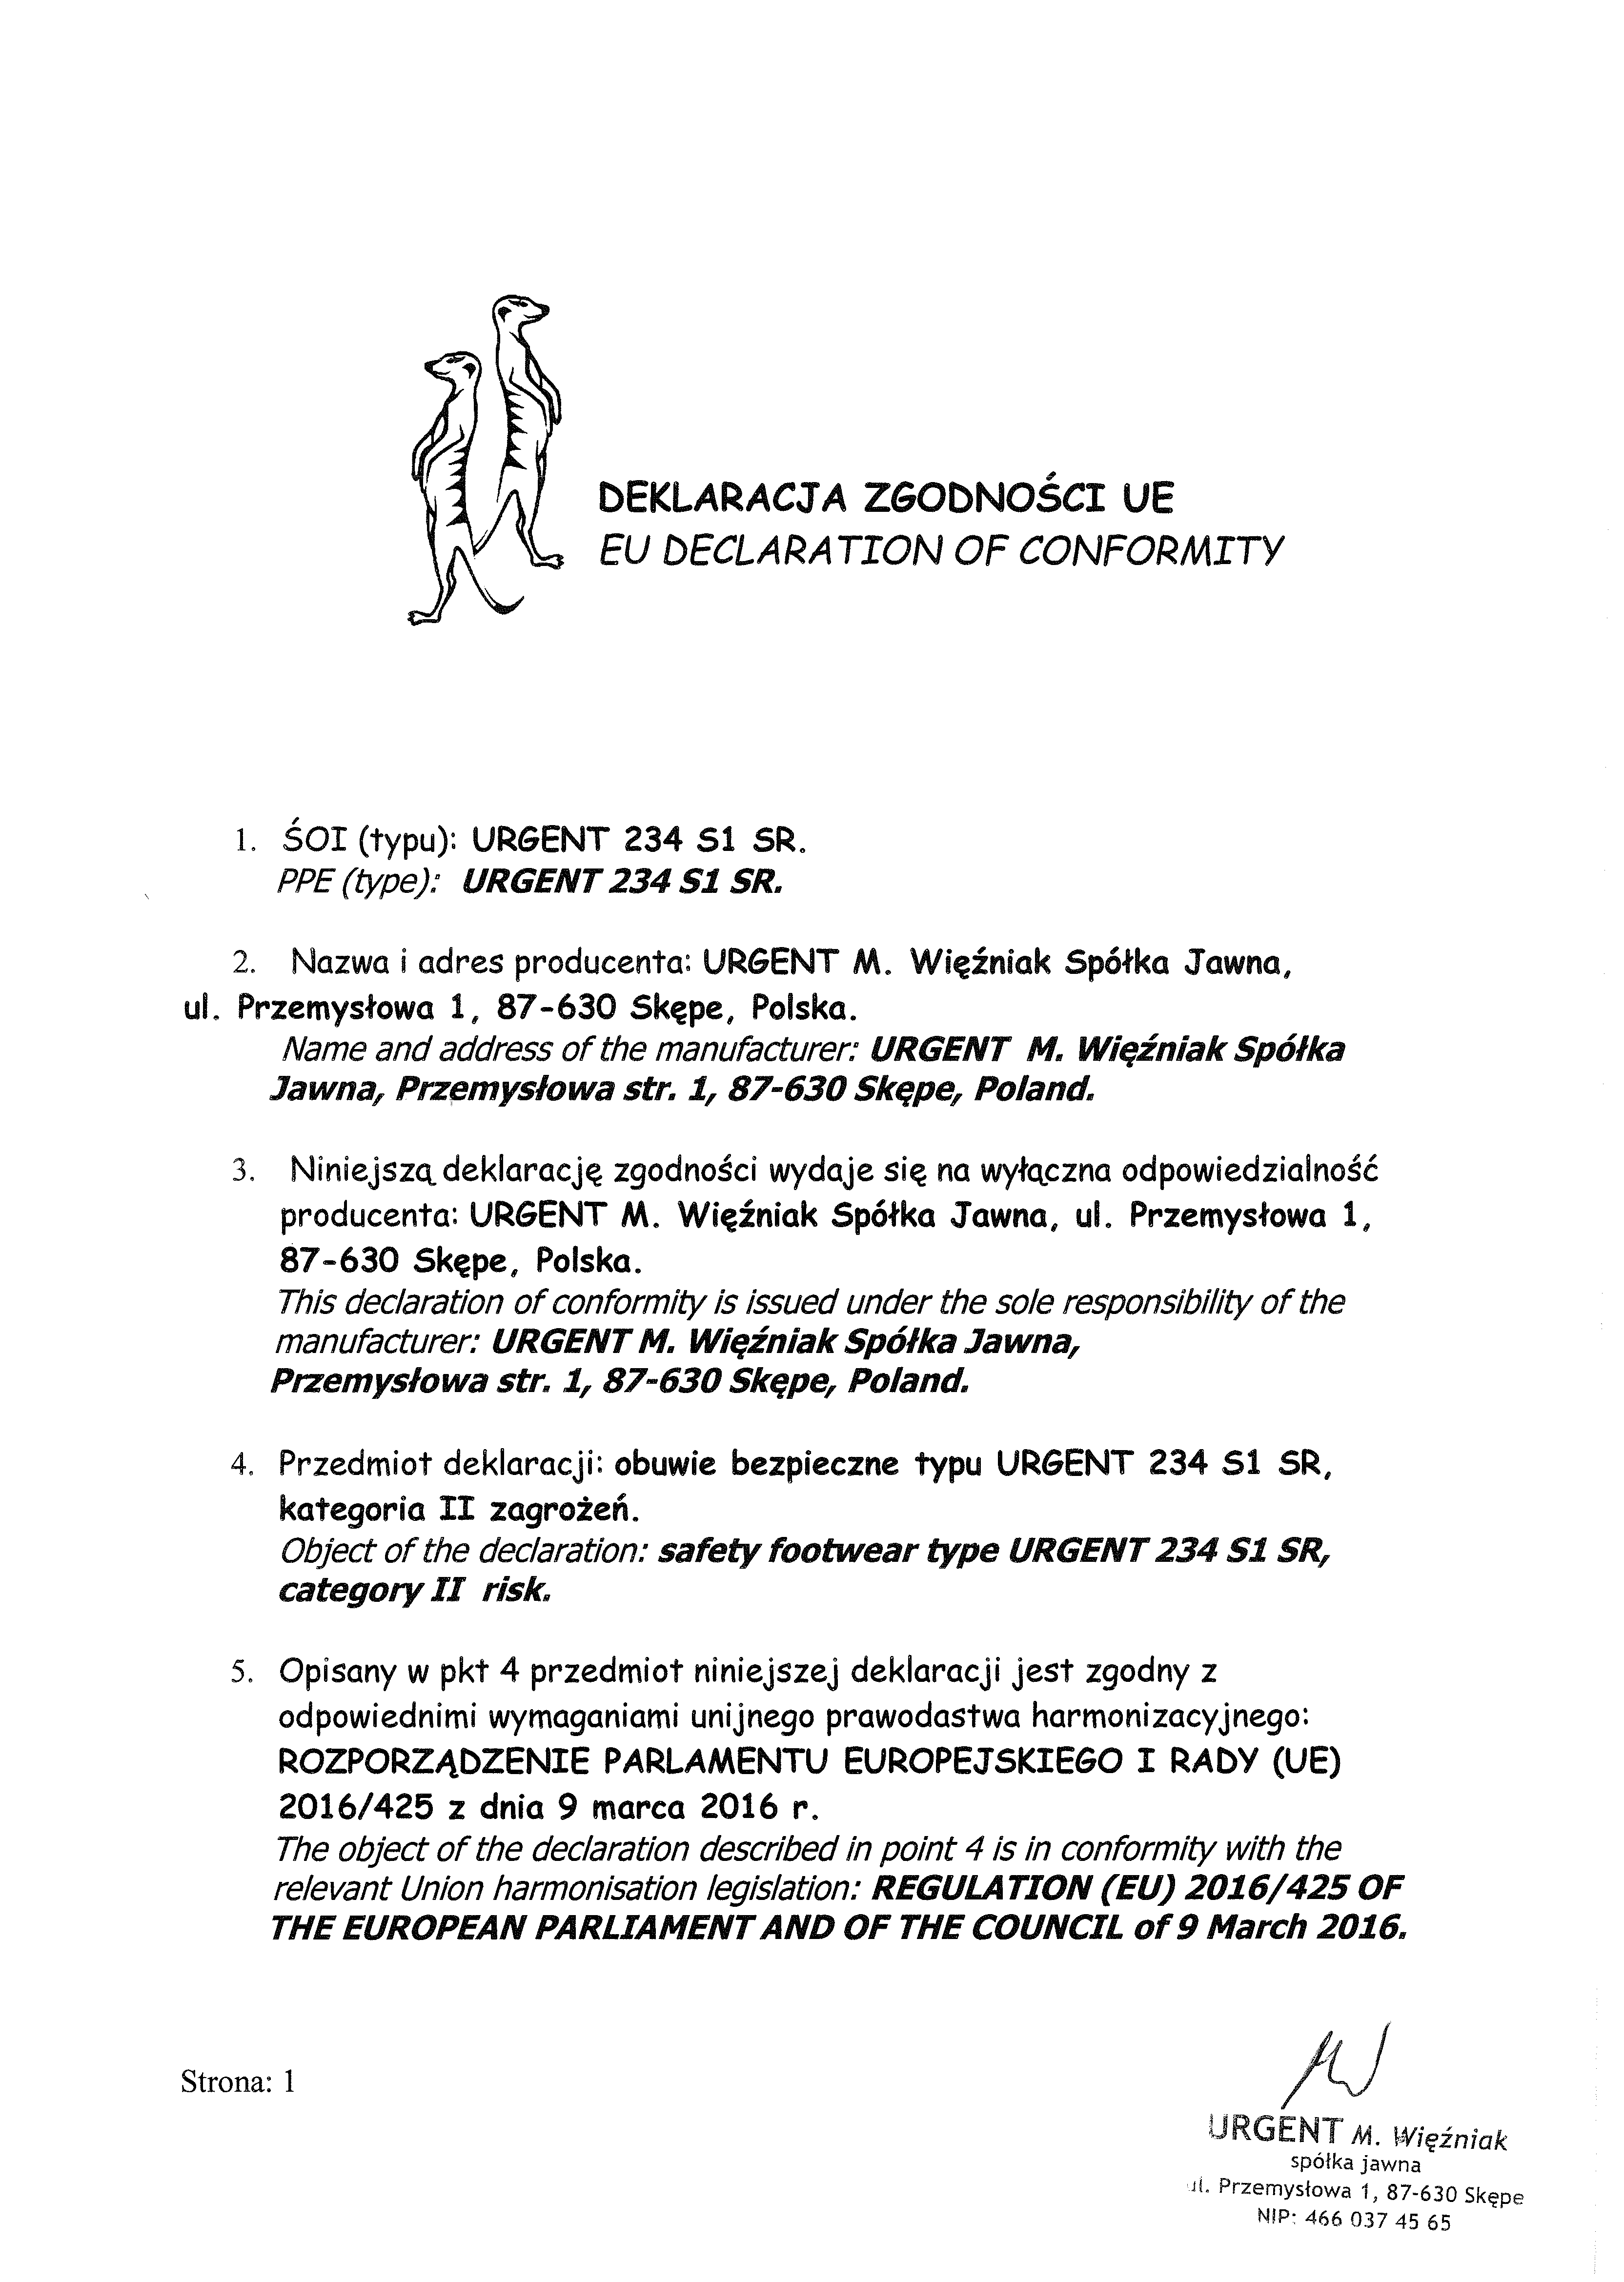 DEKLARACJA ZGODNOŚCI UE
EU DECLARATION OF CONFORMITY
1. ŚOI (typu): URGENT 234 S1 SR.
PPE (type): URGENT 234 S1 SR.
2. Nazwa i adres producenta: URGENT M. Więźniak Spółka Jawna,
ul. Przemysłowa 1, 87-630 Skępe, Polska.
Name and address of the manufacturer: URGENT M. Więźniak Spółka
Jawna, Przemysłowa str. 1, 87-630 Skępe, Poland.
3. Niniejszą deklarację zgodności wydaje się na wyłączna odpowiedzialność
producenta: URGENT M. Więźniak Spółka Jawna, ul. Przemysłowa 1,
87-630 Skępe, Polska.
This declaration of conformity is issued under the sole responsibility of the
manufacturer: URGENT M. Więźniak Spółka Jawna,
Przemysłowa str. 1, 87-630 Skępe, Poland.
4. Przedmiot deklaracji: obuwie bezpieczne typu URGENT 234 S1 SR,
kategoria II zagrożeń.
Object of the declaration: safety footwear type URGENT 234 S1 SR,
category II risk.
5. Opisany w pkt 4 przedmiot niniejszej deklaracji jest zgodny z
odpowiednimi wymaganiami unijnego prawodastwa harmonizacyjnego:
ROZPORZĄDZENIE PARLAMENTU EUROPEJSKIEGO I RADY (UE)
2016/425 z dnia 9 marca 2016 r.
The object of the declaration described in point 4 is in conformity with the
relevant Union harmonisation legislation: REGULATION (EU) 2016/425 OF
THE EUROPEAN PARLIAMENT AND OF THE COUNCIL of 9 March 2016.
Strona: 1
URGENT M. Więźniak
spółka jawna
ul. Przemysłowa 1, 87-630 Skępe
NIP: 466 037 45 65